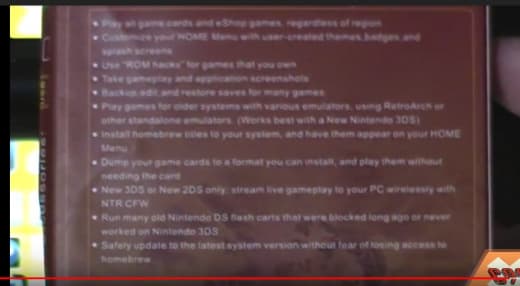 • Play all game cards and eShop games, regardless of region
• Customize your HOME Menu with user-created themes, badges, and
splash screens
• Use "ROM hacks" for games that you own
• Take gameplay and application screenshots
• Backup, edit, and restore saves for many games
• Play games for older systems with various emulators, using RetroArch or
other standalone emulators. (Works best with a New Nintendo 3DS)
• Install homebrew titles to your system, and have them appear on your HOME
Menu
• Dump your game cards to a format you can install, and play them without
needing the card
• New 3DS or New 2DS only: stream live gameplay to your PC wirelessly with
NTR CFW
• Run many old Nintendo DS flash carts that were blocked long ago or never
worked on Nintendo 3DS
• Safely update to the latest system version without fear of losing access to
homebrew